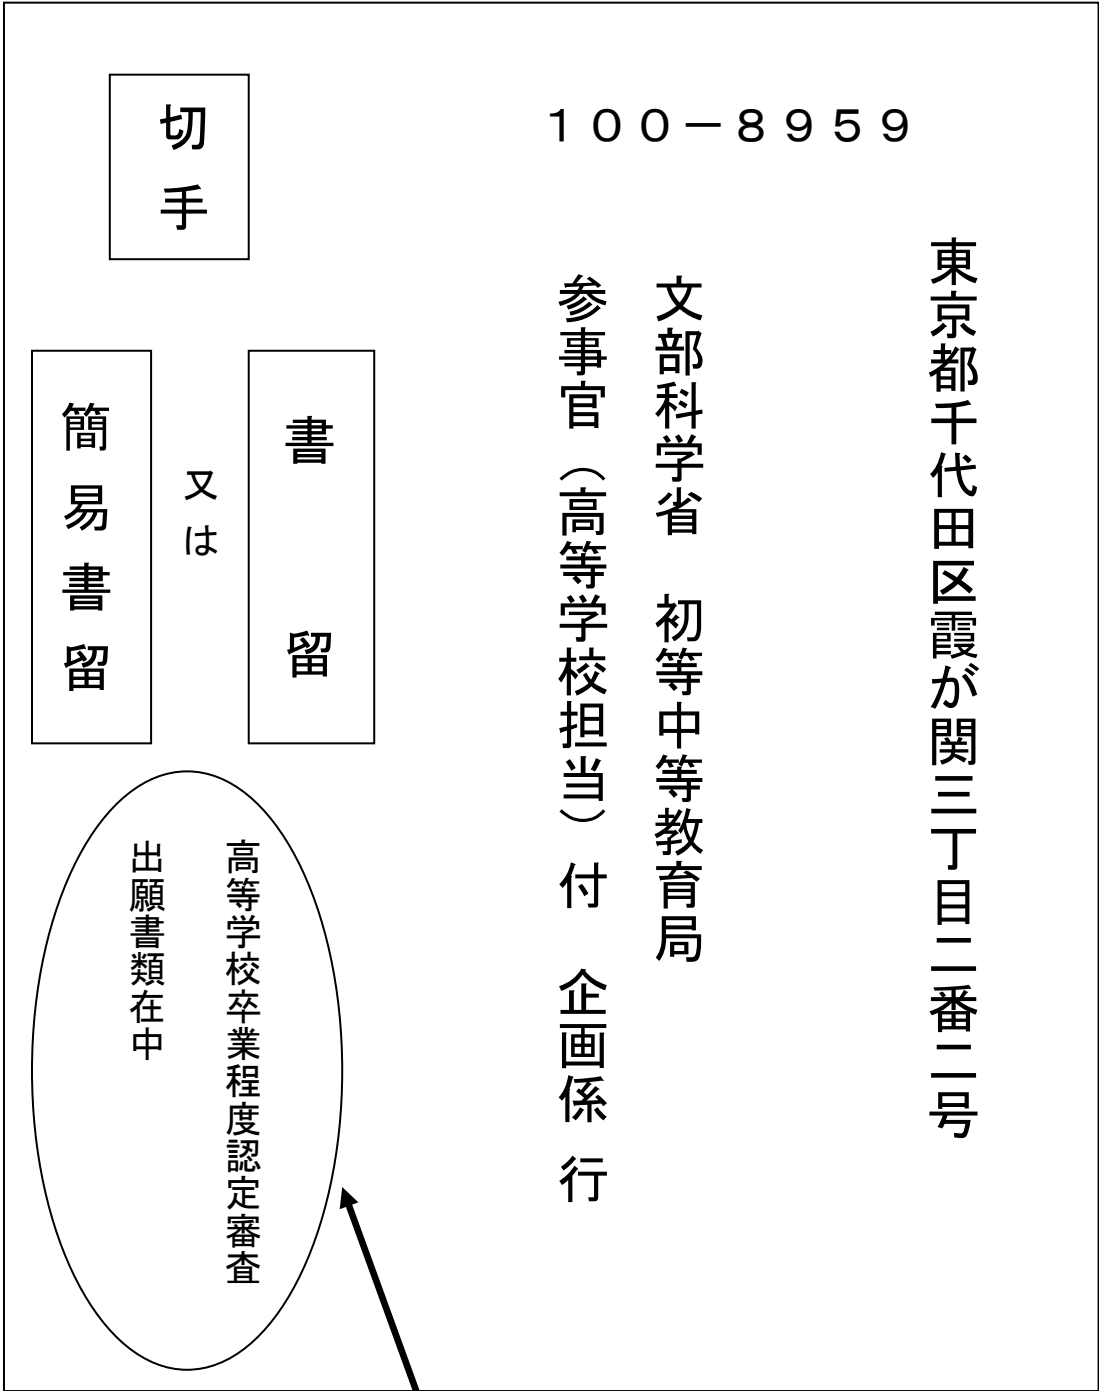 １００－８９５９
東京都千代田区霞が関三丁目二番二号
文部科学省　初等中等教育局
参事官（高等学校担当）付　企画係 行
切手
書　留
又は
簡易書留
高等学校卒業程度認定審査
出願書類在中